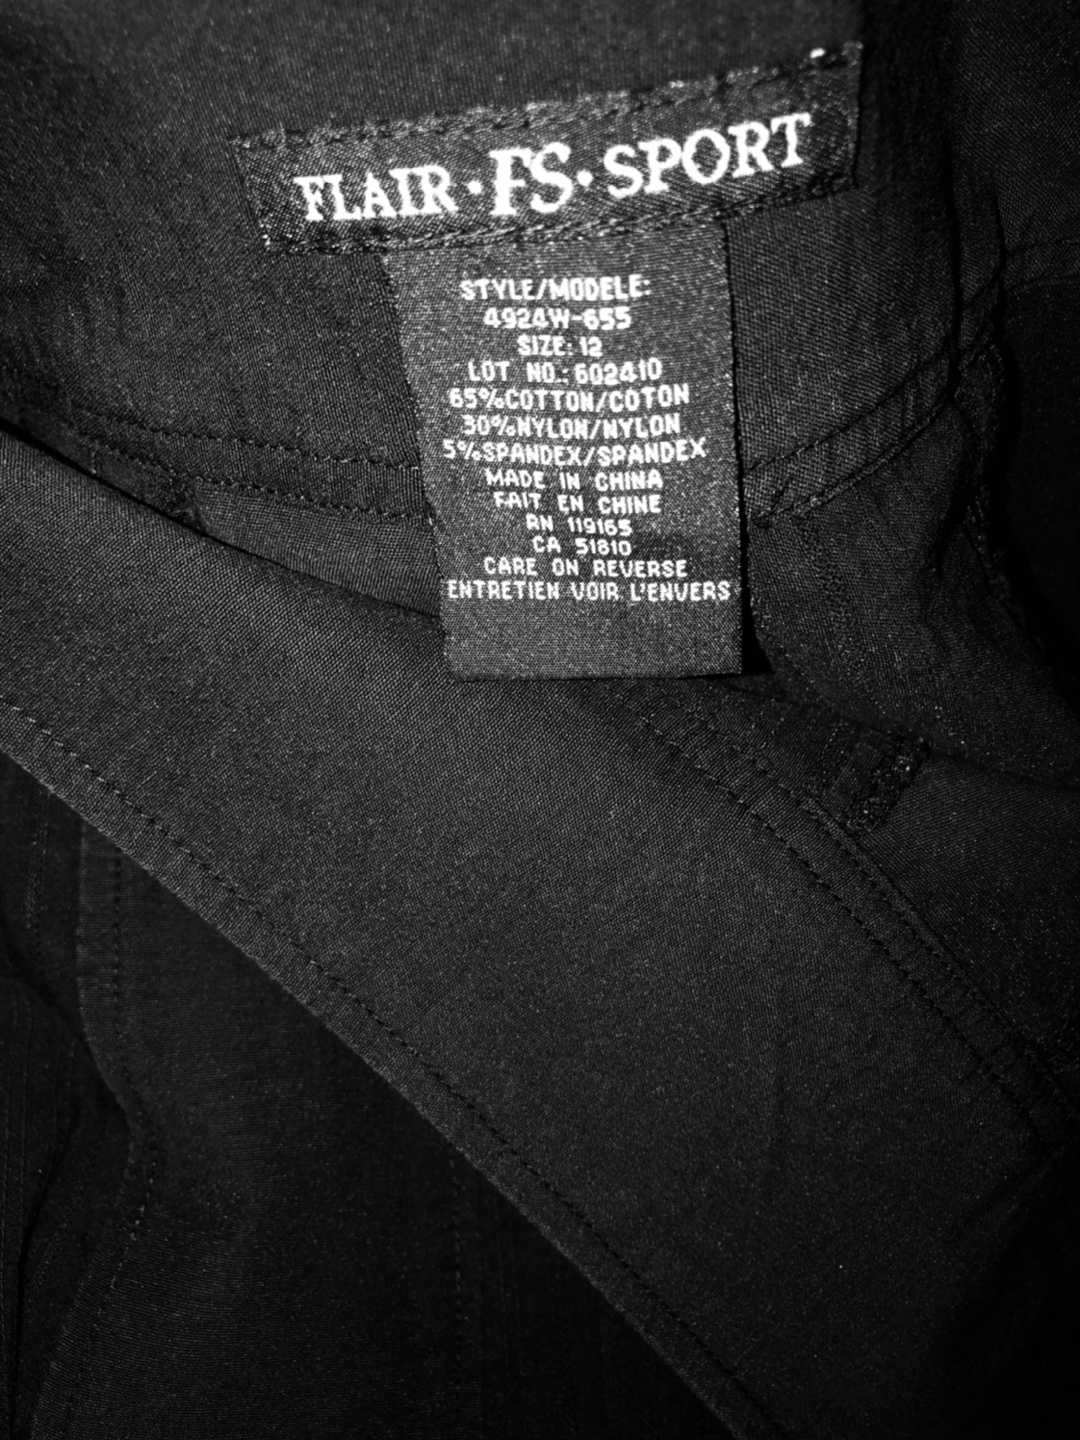 FLAIR · FS · SPORT
STYLE/MODELE:
4924W-655
SIZE: 12
LOT NO.: 602410
65%COTTON/COTON
30%NYLON/NYLON
5%SPANDEX/SPANDEX
MADE IN CHINA
FAIT EN CHINE
RN 119165
CA 51810
CARE ON REVERSE
ENTRETIEN VOIR L'ENVERS